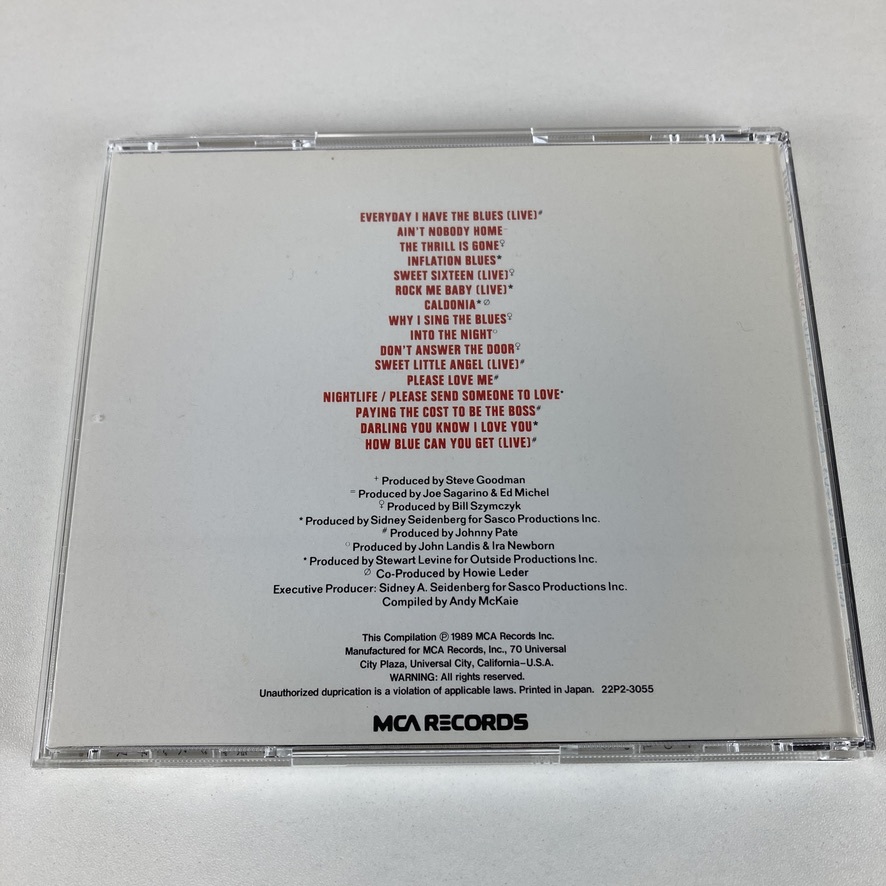 EVERYDAY I HAVE THE BLUES (LIVE)#
AIN'T NOBODY HOME
THE THRILL IS GONE♀
INFLATION BLUES*
SWEET SIXTEEN (LIVE)♀
ROCK ME BABY (LIVE)*
CALDONIA*∅
WHY I SING THE BLUES♀
INTO THE NIGHT○
DON'T ANSWER THE DOOR♀
SWEET LITTLE ANGEL (LIVE)#
PLEASE LOVE ME#
NIGHTLIFE / PLEASE SEND SOMEONE TO LOVE*
PAYING THE COST TO BE THE BOSS#
DARLING YOU KNOW I LOVE YOU*
HOW BLUE CAN YOU GET (LIVE)#
+ Produced by Steve Goodman
= Produced by Joe Sagarino & Ed Michel
♀ Produced by Bill Szymczyk
* Produced by Sidney Seidenberg for Sasco Productions Inc.
# Produced by Johnny Pate
○ Produced by John Landis & Ira Newborn
* Produced by Stewart Levine for Outside Productions Inc.
∅ Co-Produced by Howie Leder
Executive Producer: Sidney A. Seidenberg for Sasco Productions Inc.
Compiled by Andy McKaie
This Compilation ℗ 1989 MCA Records Inc.
Manufactured for MCA Records, Inc., 70 Universal
City Plaza, Universal City, California–U.S.A.
WARNING: All rights reserved.
Unauthorized duprication is a violation of applicable laws. Printed in Japan. 22P2-3055
MCA RECORDS